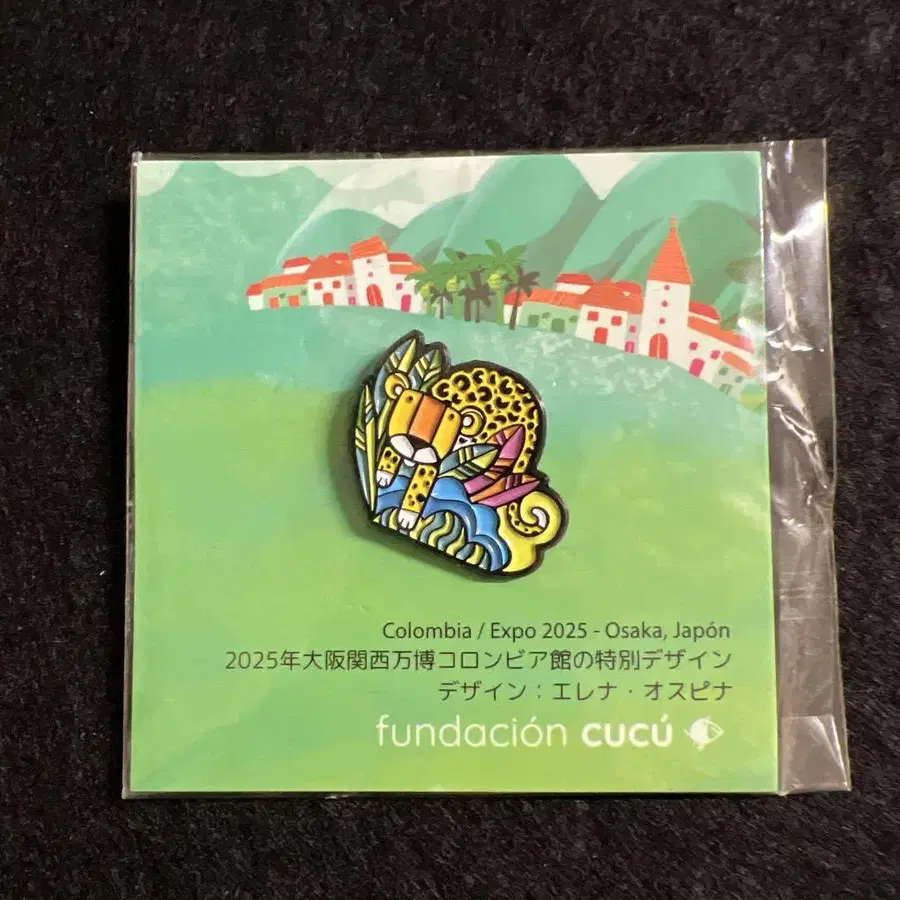 Colombia / Expo 2025 - Osaka, Japón
2025年大阪関西万博コロンビア館の特別デザイン
デザイン：エレナ・オスピナ
fundación cucú